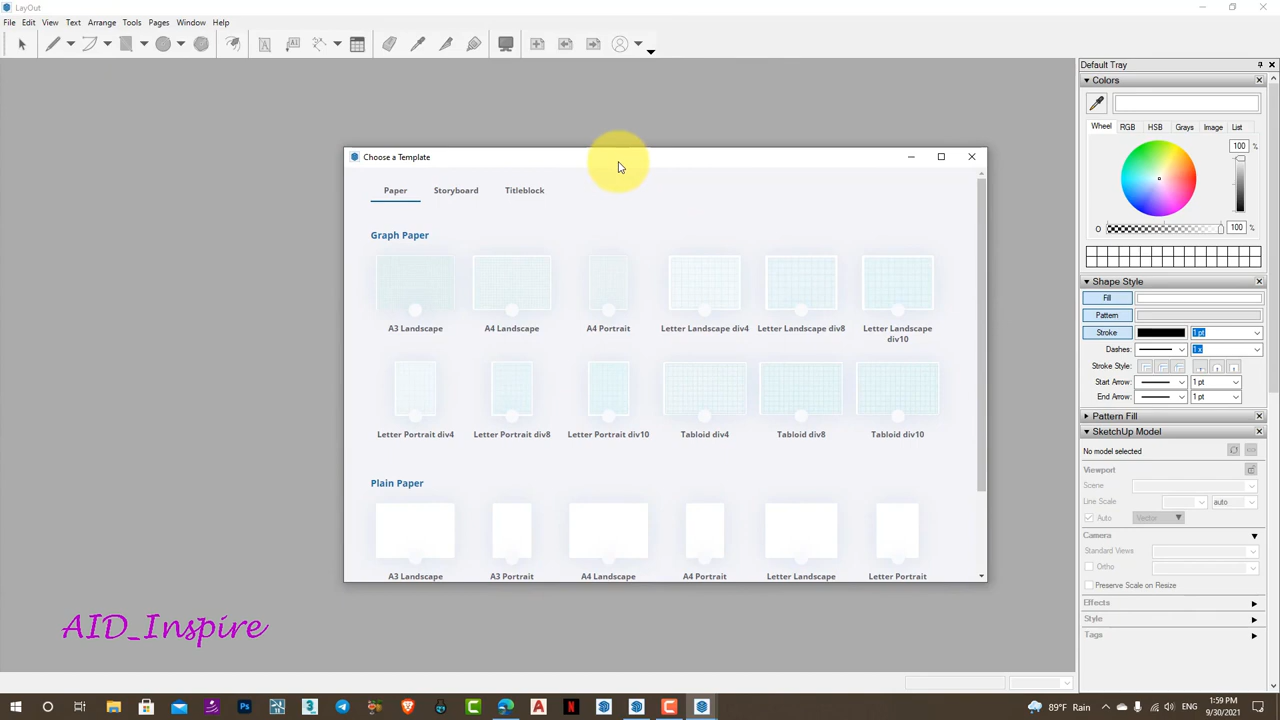 LayOut
File Edit View Text Arrange Tools Pages Window Help
Default Tray
Colors
Wheel RGB HSB Grays Image List
100 %
O 100 %
Shape Style
Fill
Pattern
Stroke 1 pt
Dashes: 1 x
Stroke Style:
Start Arrow: 1 pt
End Arrow: 1 pt
Pattern Fill
SketchUp Model
No model selected
Viewport
Scene
Line Scale auto
Auto Vector
Camera
Standard Views
Ortho
Preserve Scale on Resize
Effects
Style
Tags
Choose a Template
Paper Storyboard Titleblock
Graph Paper
A3 Landscape A4 Landscape A4 Portrait Letter Landscape div4 Letter Landscape div8 Letter Landscape
div10
Letter Portrait div4 Letter Portrait div8 Letter Portrait div10 Tabloid div4 Tabloid div8 Tabloid div10
Plain Paper
A3 Landscape A3 Portrait A4 Landscape A4 Portrait Letter Landscape Letter Portrait
AID_Inspire
89°F Rain 1:59 PM
9/30/2021